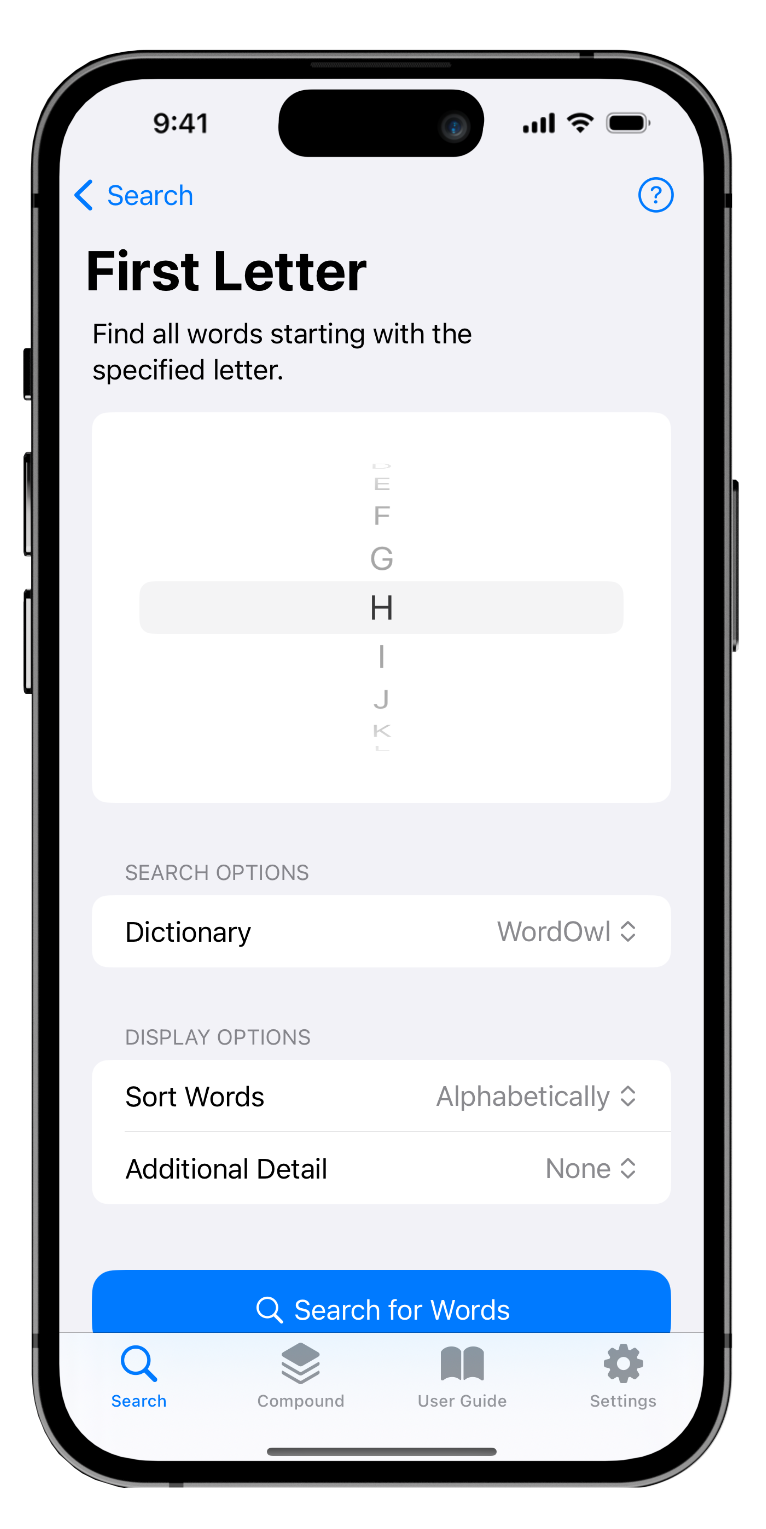 9:41
Search
?
First Letter
Find all words starting with the
specified letter.
D
E
F
G
H
I
J
K
L
SEARCH OPTIONS
Dictionary WordOwl
DISPLAY OPTIONS
Sort Words Alphabetically
Additional Detail None
Search for Words
Search Compound User Guide Settings